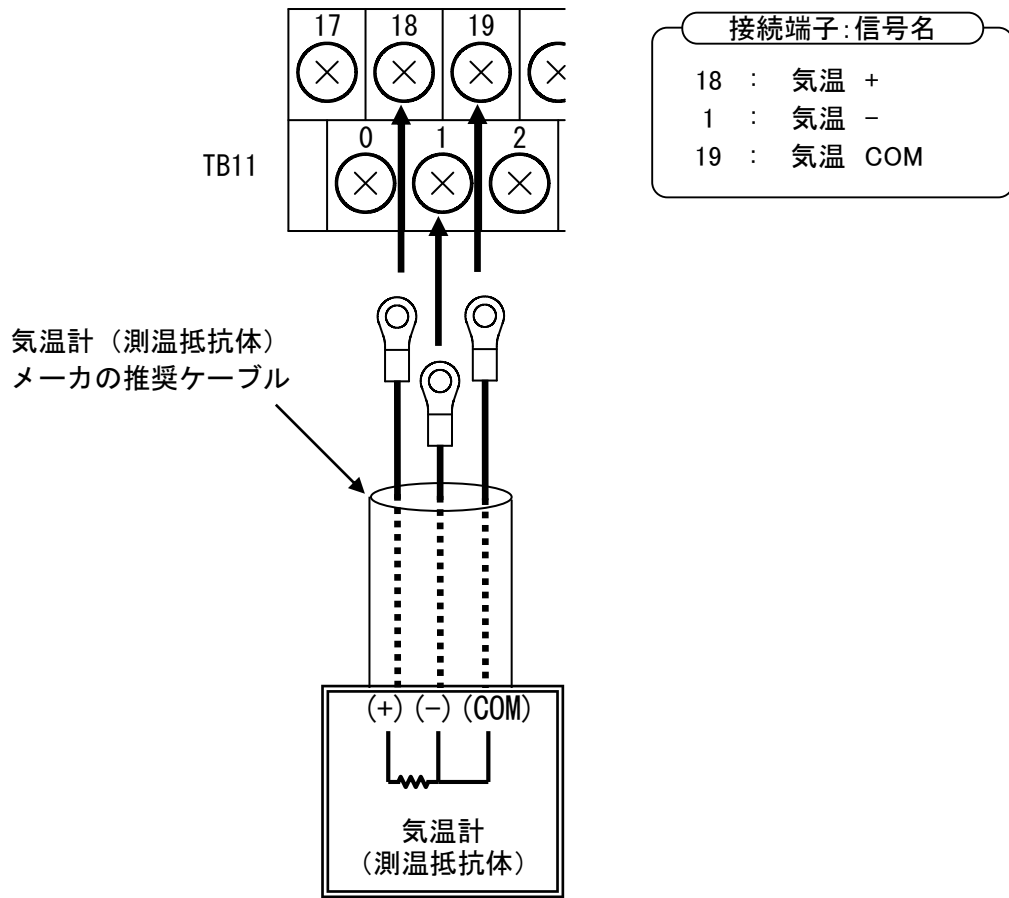 17 18 19
0 1 2
TB11
接続端子:信号名
18 : 気温 +
1 : 気温 -
19 : 気温 COM
気温計（測温抵抗体）
メーカの推奨ケーブル
(+) (-) (COM)
気温計
（測温抵抗体）